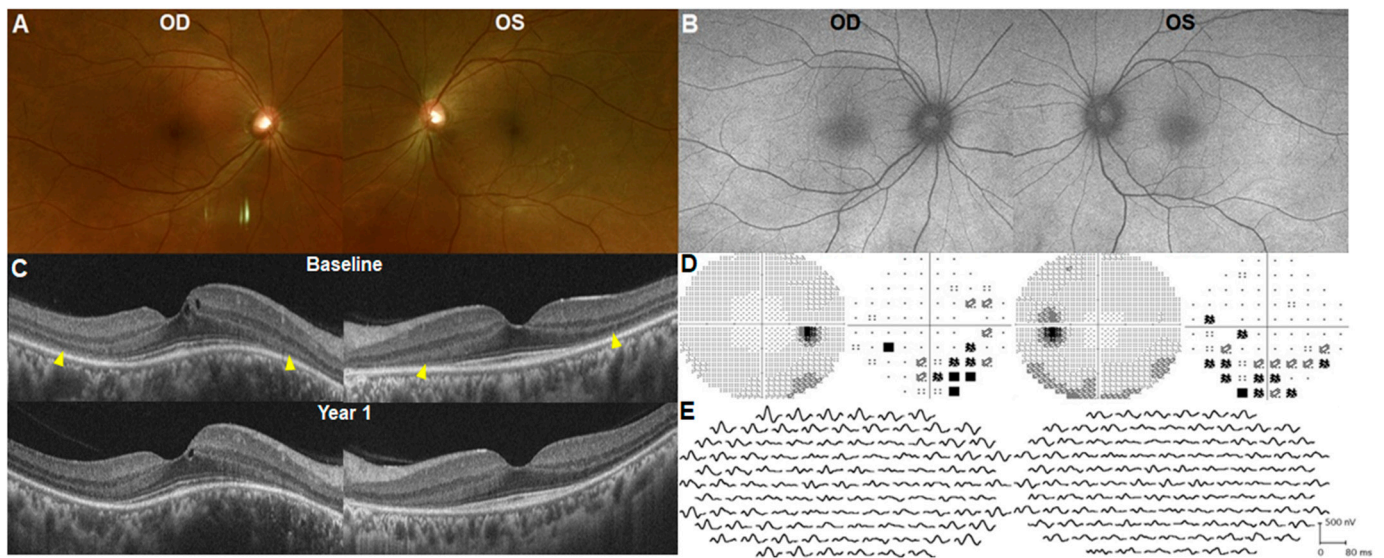 A OD OS
B OD OS
C Baseline
Year 1
D
E
500 nV
0 80 ms